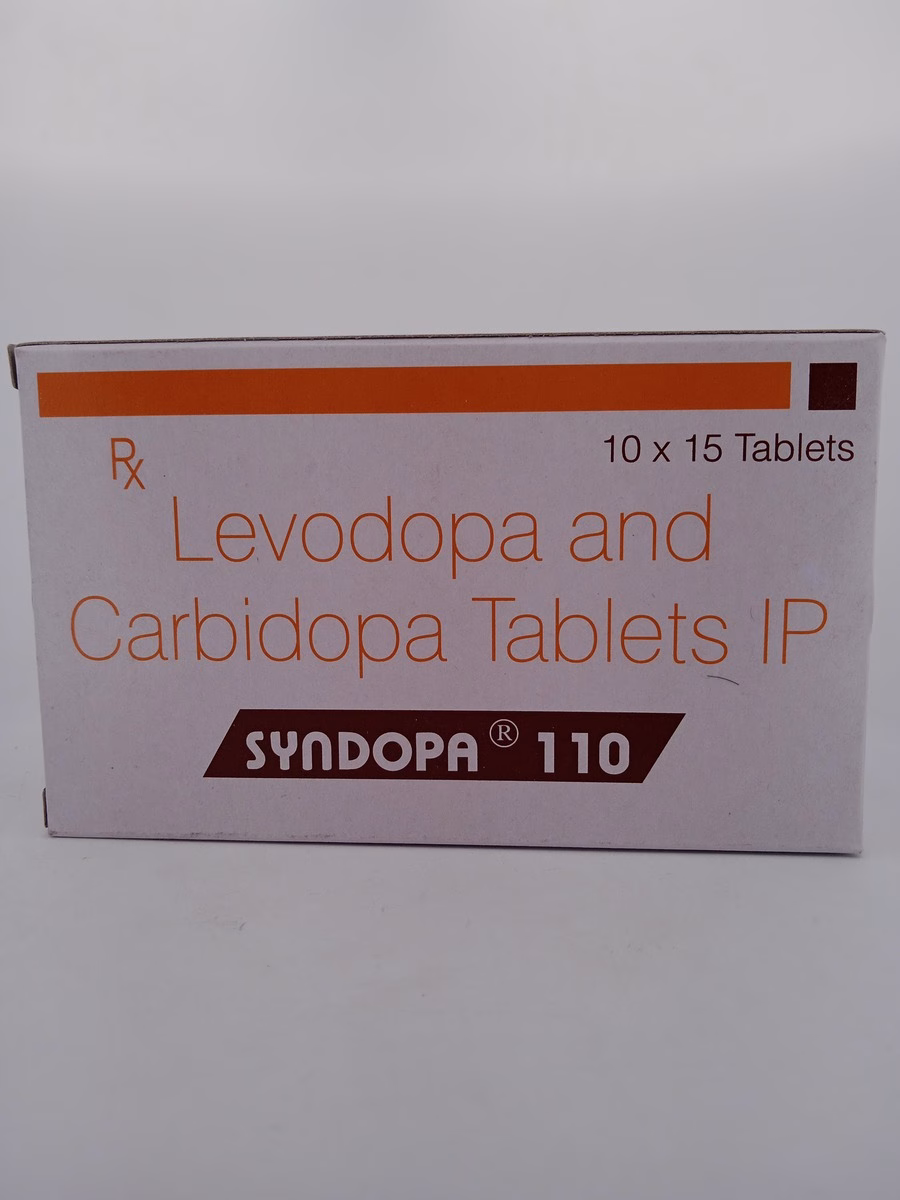 10 x 15 Tablets
Rx
Levodopa and
Carbidopa Tablets IP
SYNDOPA® 110